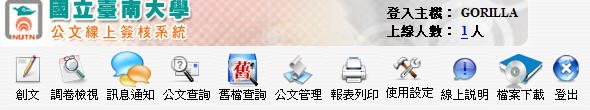 國立臺南大學
公文線上簽核系統
NUTN
登入主機： GORILLA
上線人數： 1 人
舊
創文 調卷檢視 訊息通知 公文查詢 舊檔查詢 公文管理 報表列印 使用設定 線上說明 檔案下載 登出